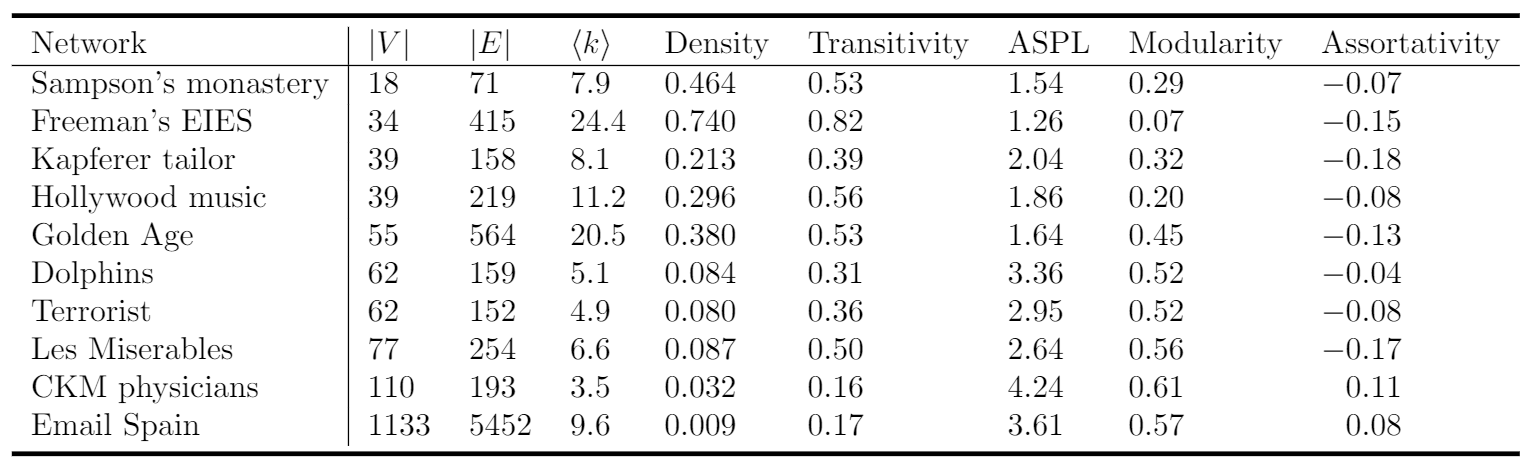 Network |V| |E| ⟨k⟩ Density Transitivity ASPL Modularity Assortativity
Sampson's monastery 18 71 7.9 0.464 0.53 1.54 0.29 −0.07
Freeman's EIES 34 415 24.4 0.740 0.82 1.26 0.07 −0.15
Kapferer tailor 39 158 8.1 0.213 0.39 2.04 0.32 −0.18
Hollywood music 39 219 11.2 0.296 0.56 1.86 0.20 −0.08
Golden Age 55 564 20.5 0.380 0.53 1.64 0.45 −0.13
Dolphins 62 159 5.1 0.084 0.31 3.36 0.52 −0.04
Terrorist 62 152 4.9 0.080 0.36 2.95 0.52 −0.08
Les Miserables 77 254 6.6 0.087 0.50 2.64 0.56 −0.17
CKM physicians 110 193 3.5 0.032 0.16 4.24 0.61 0.11
Email Spain 1133 5452 9.6 0.009 0.17 3.61 0.57 0.08